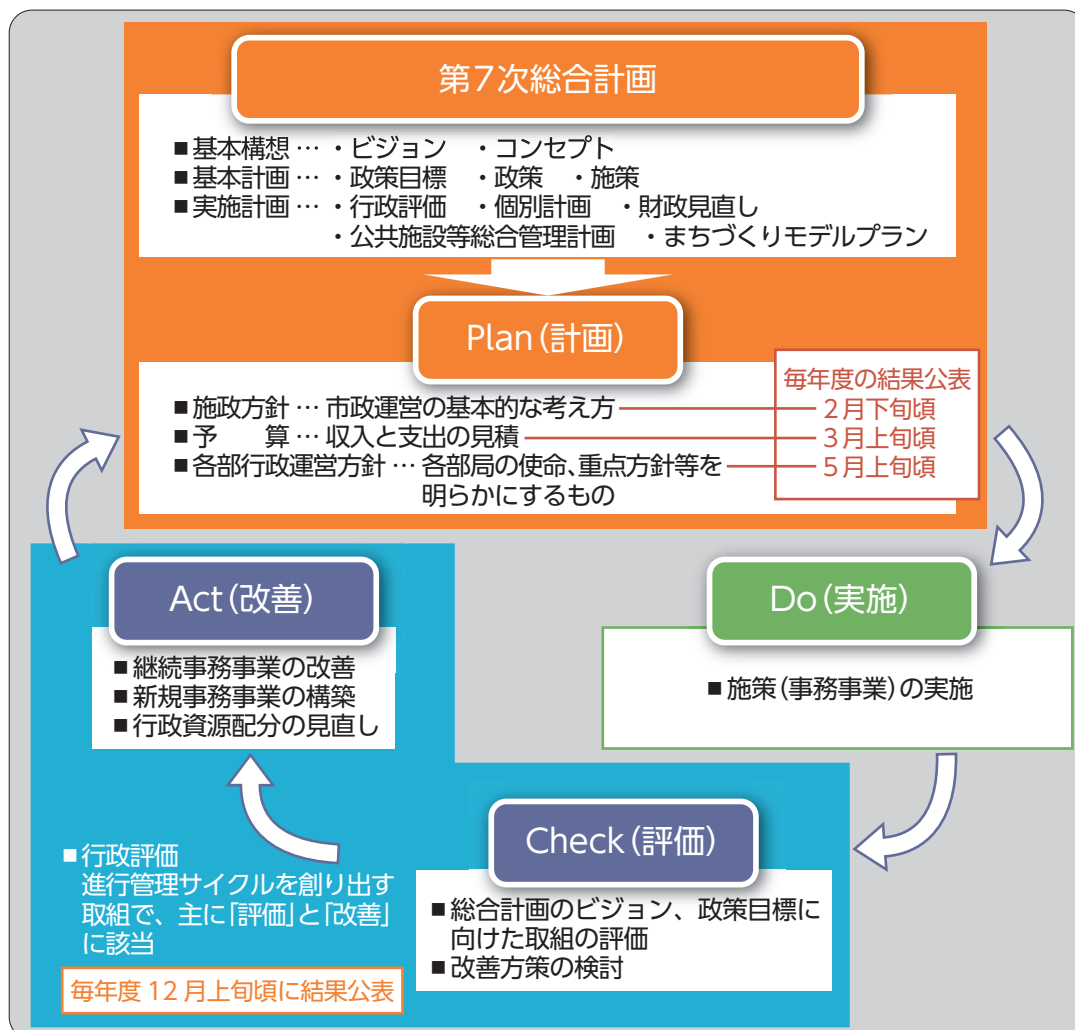 第7次総合計画
■基本構想 … ・ビジョン ・コンセプト
■基本計画 … ・政策目標 ・政策 ・施策
■実施計画 … ・行政評価 ・個別計画 ・財政見直し
・公共施設等総合管理計画 ・まちづくりモデルプラン
Plan(計画)
毎年度の結果公表
■施政方針 … 市政運営の基本的な考え方 2月下旬頃
■予 算 … 収入と支出の見積 3月上旬頃
■各部行政運営方針 … 各部局の使命、重点方針等を 5月上旬頃
明らかにするもの
Act(改善)
■継続事務事業の改善
■新規事務事業の構築
■行政資源配分の見直し
Do(実施)
■施策(事務事業)の実施
Check(評価)
■総合計画のビジョン、政策目標に
向けた取組の評価
■改善方策の検討
■行政評価
進行管理サイクルを創り出す
取組で、主に「評価」と「改善」
に該当
毎年度12月上旬頃に結果公表